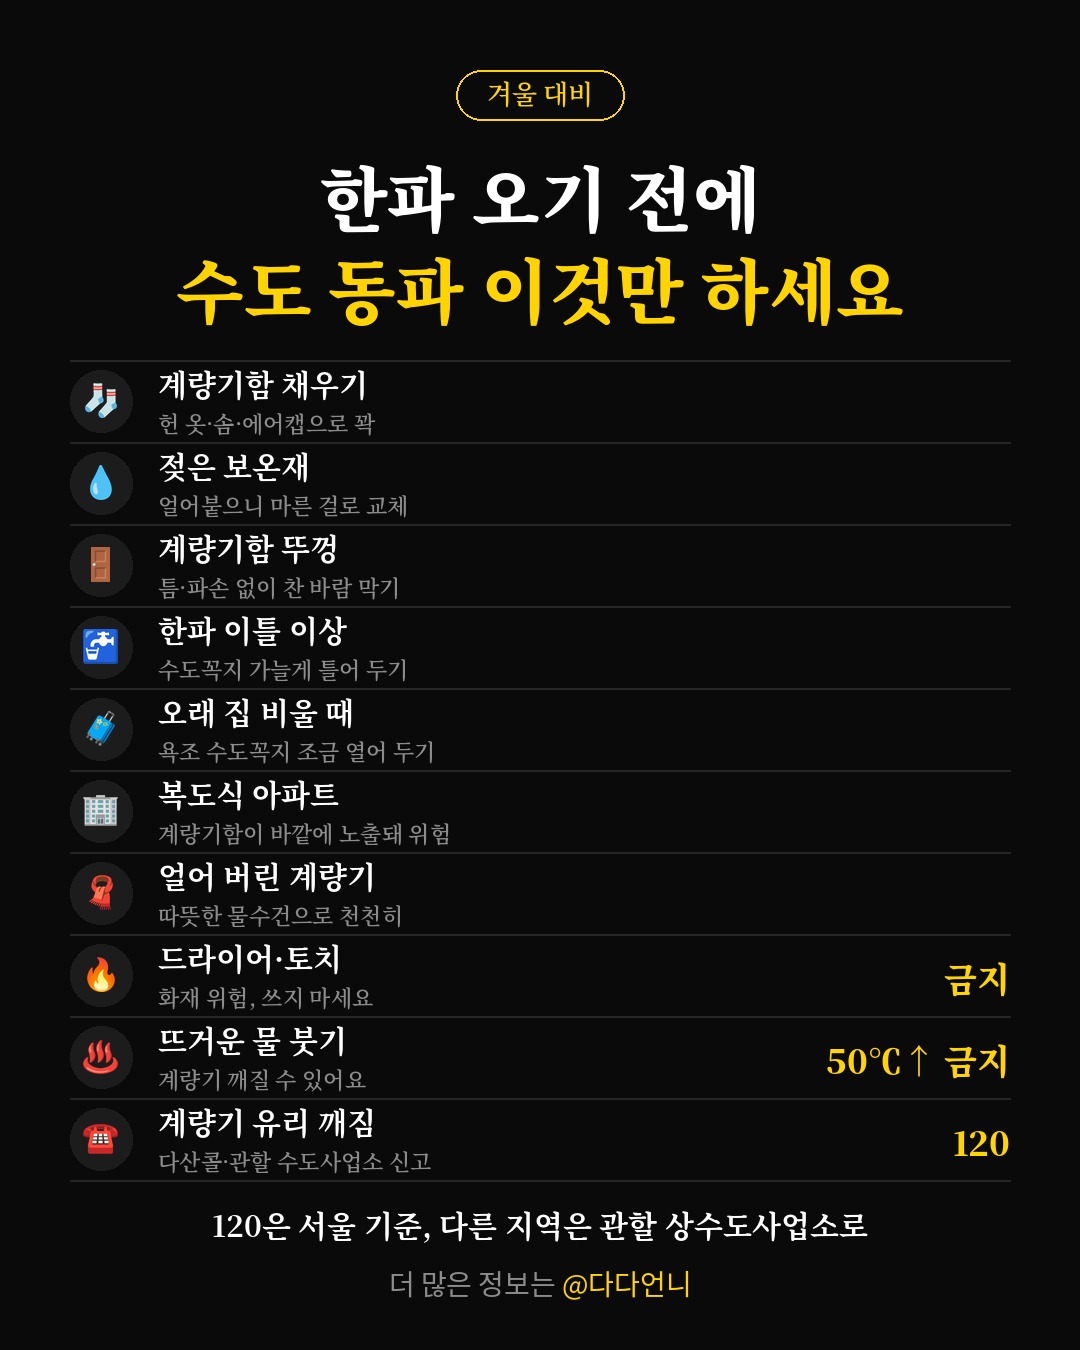 겨울 대비
한파 오기 전에
수도 동파 이것만 하세요
계량기함 채우기
헌 옷·솜·에어캡으로 꽉
젖은 보온재
얼어붙으니 마른 걸로 교체
계량기함 뚜껑
틈·파손 없이 찬 바람 막기
한파 이틀 이상
수도꼭지 가늘게 틀어 두기
오래 집 비울 때
욕조 수도꼭지 조금 열어 두기
복도식 아파트
계량기함이 바깥에 노출돼 위험
얼어 버린 계량기
따뜻한 물수건으로 천천히
드라이어·토치
화재 위험, 쓰지 마세요
금지
뜨거운 물 붓기
계량기 깨질 수 있어요
50℃↑ 금지
계량기 유리 깨짐
다산콜·관할 수도사업소 신고
120
120은 서울 기준, 다른 지역은 관할 상수도사업소로
더 많은 정보는 @다다언니